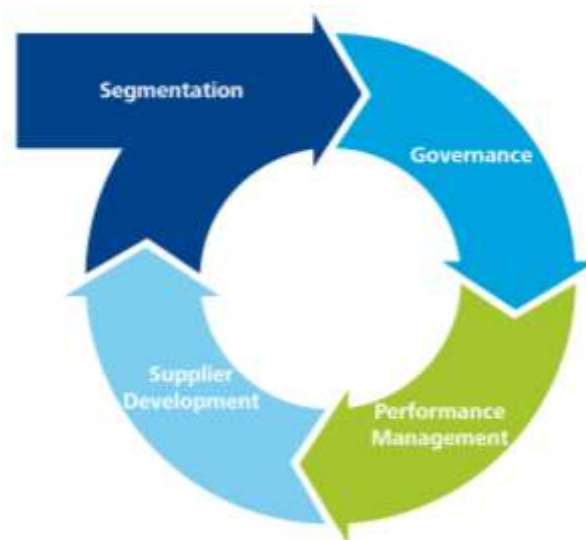 Segmentation
Governance
Performance
Management
Supplier
Development